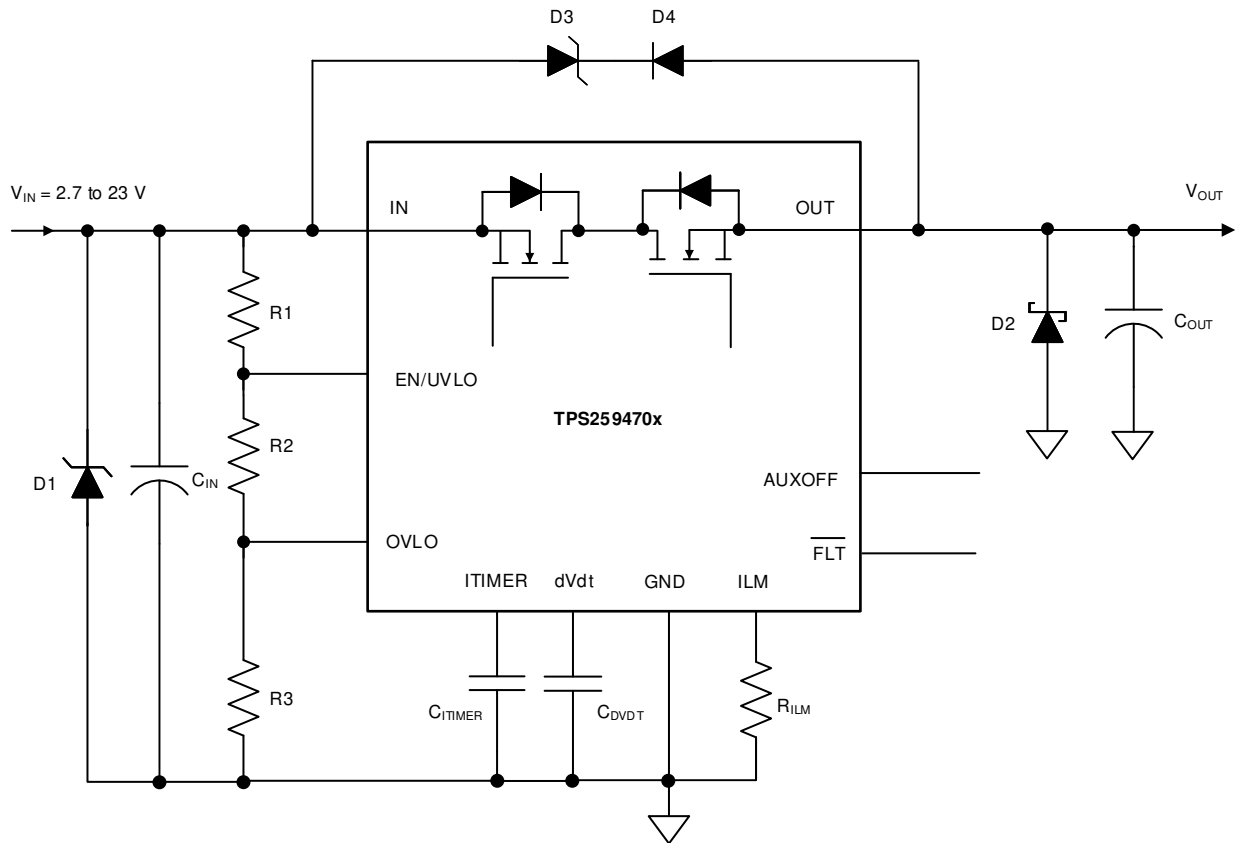 D3 D4
V_IN = 2.7 to 23 V
IN
OUT
V_OUT
R1
D2
C_OUT
EN/UVLO
TPS259470x
R2
D1
C_IN
AUXOFF
OVLO
FLT
ITIMER dVdt GND ILM
R3
C_ITIMER
C_DVDT
R_ILM